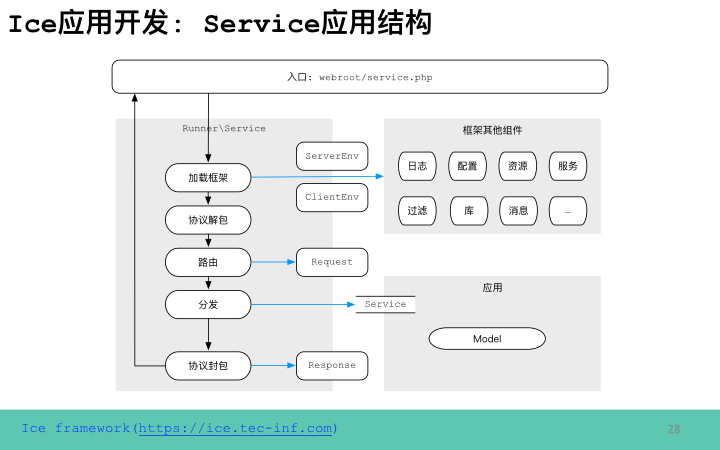 Ice应用开发: Service应用结构
入口: webroot/service.php
Runner\Service
框架其他组件
ServerEnv
ClientEnv
加载框架
日志 配置 资源 服务
协议解包
过滤 库 消息 …
路由
Request
应用
分发
Service
Model
协议封包
Response
Ice framework(https://ice.tec-inf.com)
28